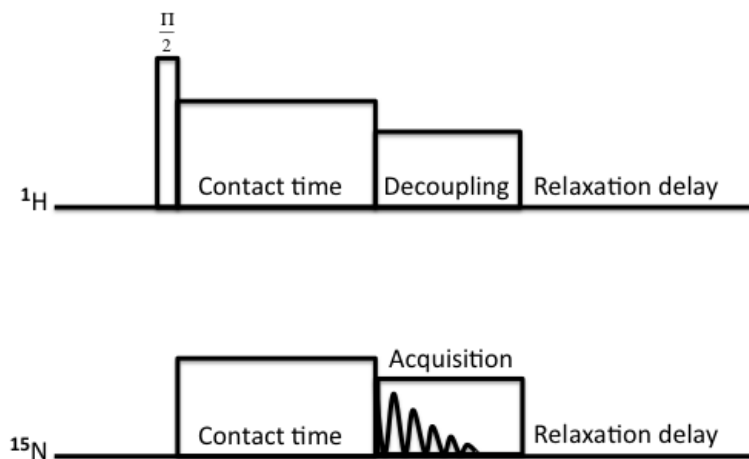 Π
2
Contact time Decoupling Relaxation delay
¹H
Acquisition
Contact time Relaxation delay
¹⁵N